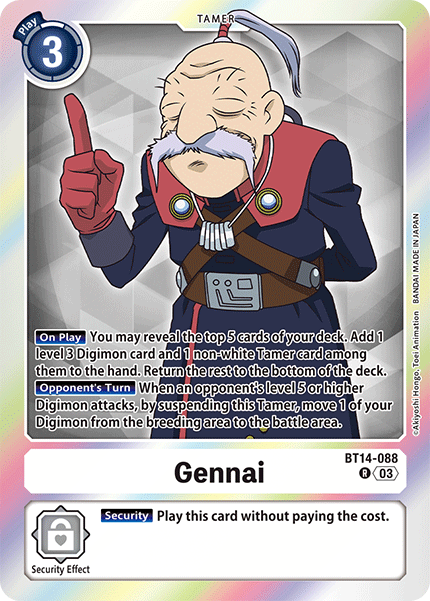 TAMER
Play
3
On Play You may reveal the top 5 cards of your deck. Add 1
level 3 Digimon card and 1 non-white Tamer card among
them to the hand. Return the rest to the bottom of the deck.
Opponent's Turn When an opponent's level 5 or higher
Digimon attacks, by suspending this Tamer, move 1 of your
Digimon from the breeding area to the battle area.
©Akiyoshi Hongo, Toei Animation BANDAI MADE IN JAPAN
BT14-088
Gennai
R 03
Security Play this card without paying the cost.
Security Effect